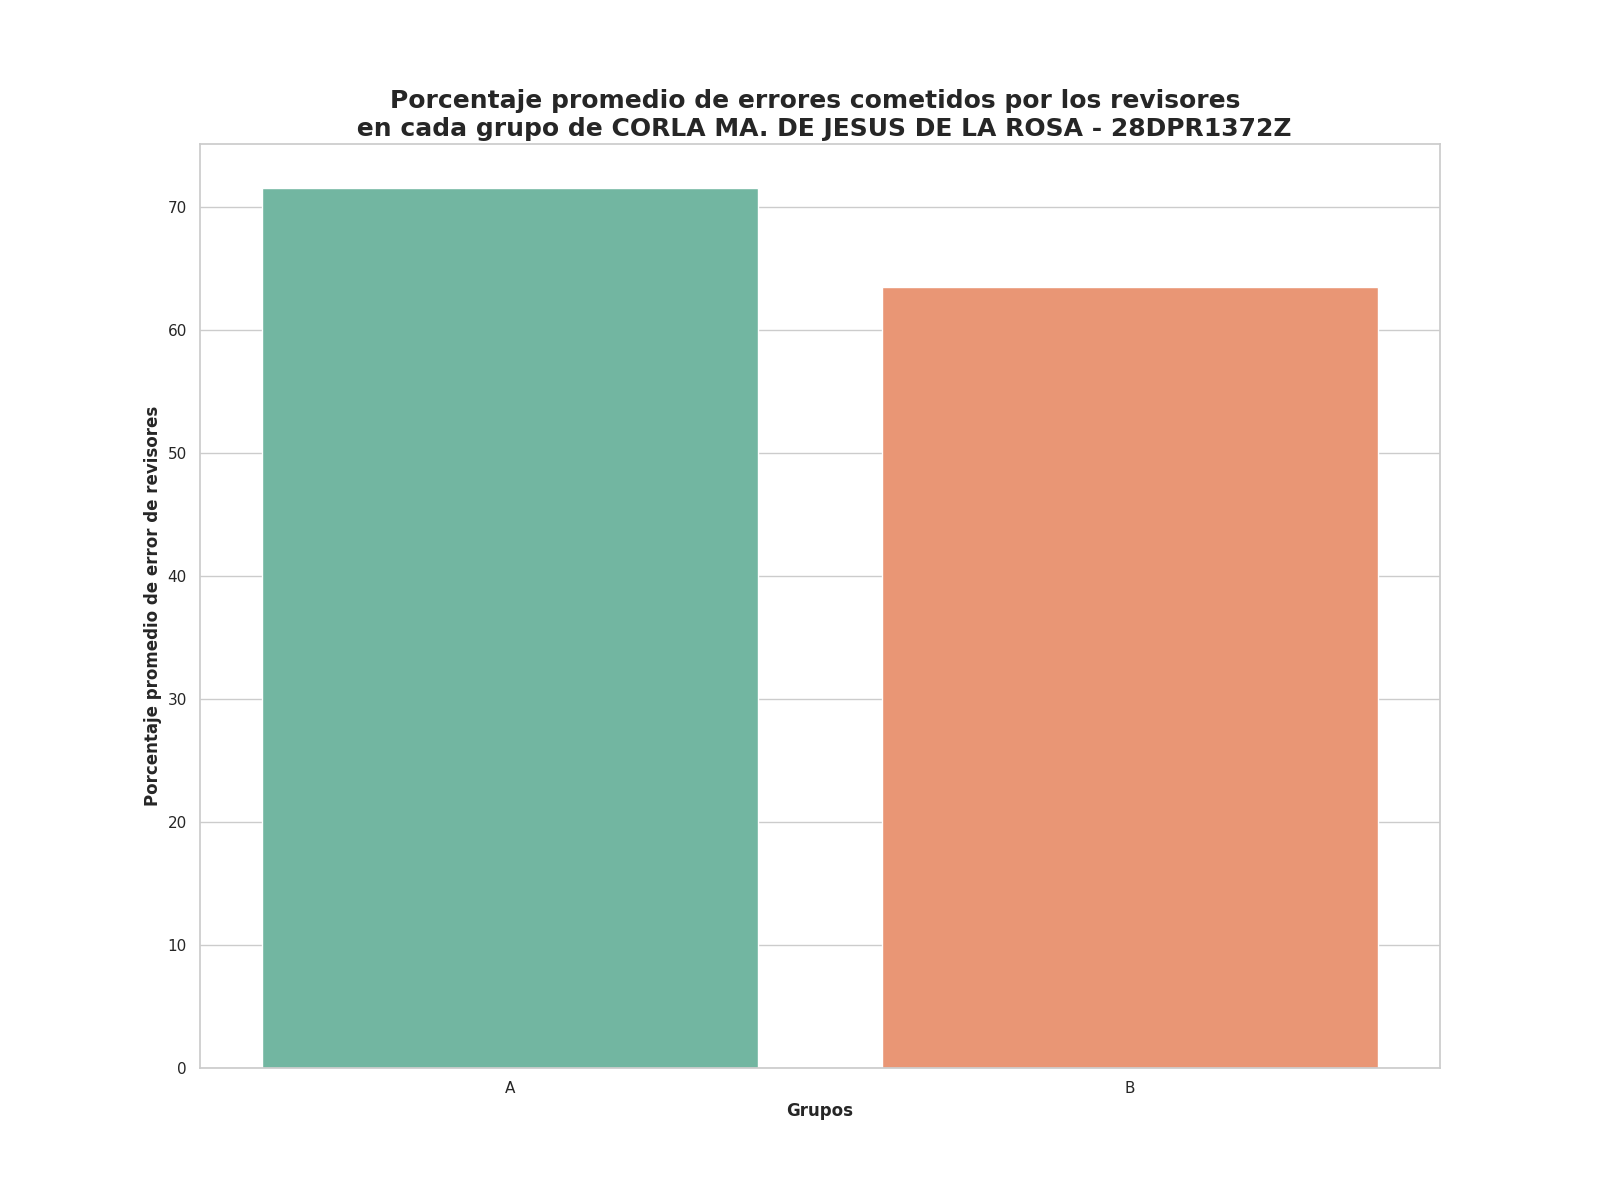 Porcentaje promedio de errores cometidos por los revisores
en cada grupo de CORLA MA. DE JESUS DE LA ROSA - 28DPR1372Z
Porcentaje promedio de error de revisores
70
60
50
40
30
20
10
0
A
B
Grupos